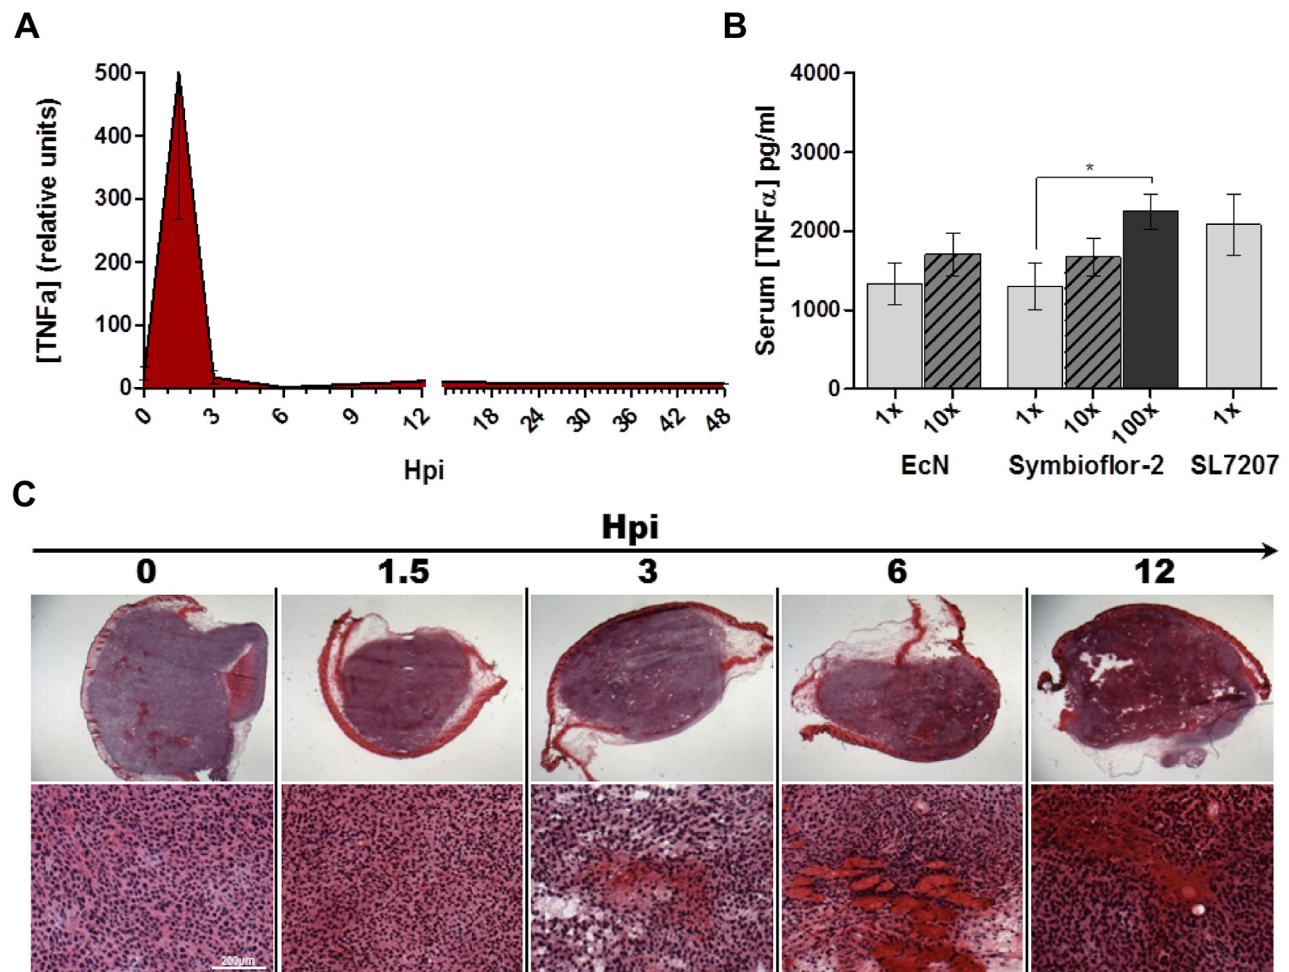 A
500
400
300
200
100
0
[TNFa] (relative units)
0 3 6 9 12 18 24 30 36 42 48
Hpi
B
4000
3000
2000
1000
0
Serum [TNFα] pg/ml
*
1x 10x 1x 10x 100x 1x
EcN Symbioflor-2 SL7207
C
Hpi
0 1.5 3 6 12
200µm